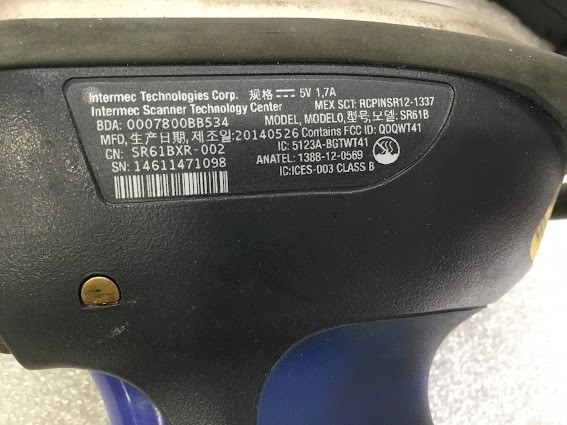 Intermec Technologies Corp. 规格 5V 1,7A
Intermec Scanner Technology Center MEX SCT: RCPINSR12-1337
BDA: 0007800BB534 MODEL, MODELO, 型号, 모델: SR61B
MFD, 生产日期, 제조일: 20140526 Contains FCC ID: QOQWT41
CN: SR61BXR-002 IC: 5123A-BGTWT41
SN: 14611471098 ANATEL: 1388-12-0569
IC:ICES-003 CLASS B